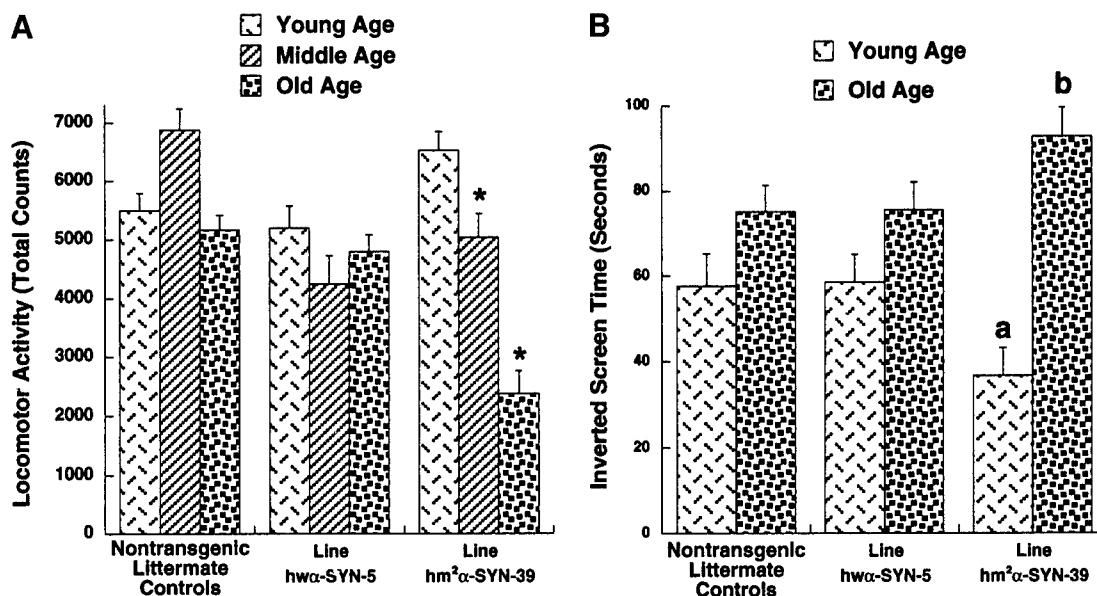 A
Young Age
Middle Age
Old Age
Locomotor Activity (Total Counts)
7000
6000
5000
4000
3000
2000
1000
0
*
*
Nontransgenic
Littermate
Controls
Line
hwα-SYN-5
Line
hm²α-SYN-39
B
Young Age
Old Age
Inverted Screen Time (Seconds)
100
80
60
40
20
0
a
b
Nontransgenic
Littermate
Controls
Line
hwα-SYN-5
Line
hm²α-SYN-39